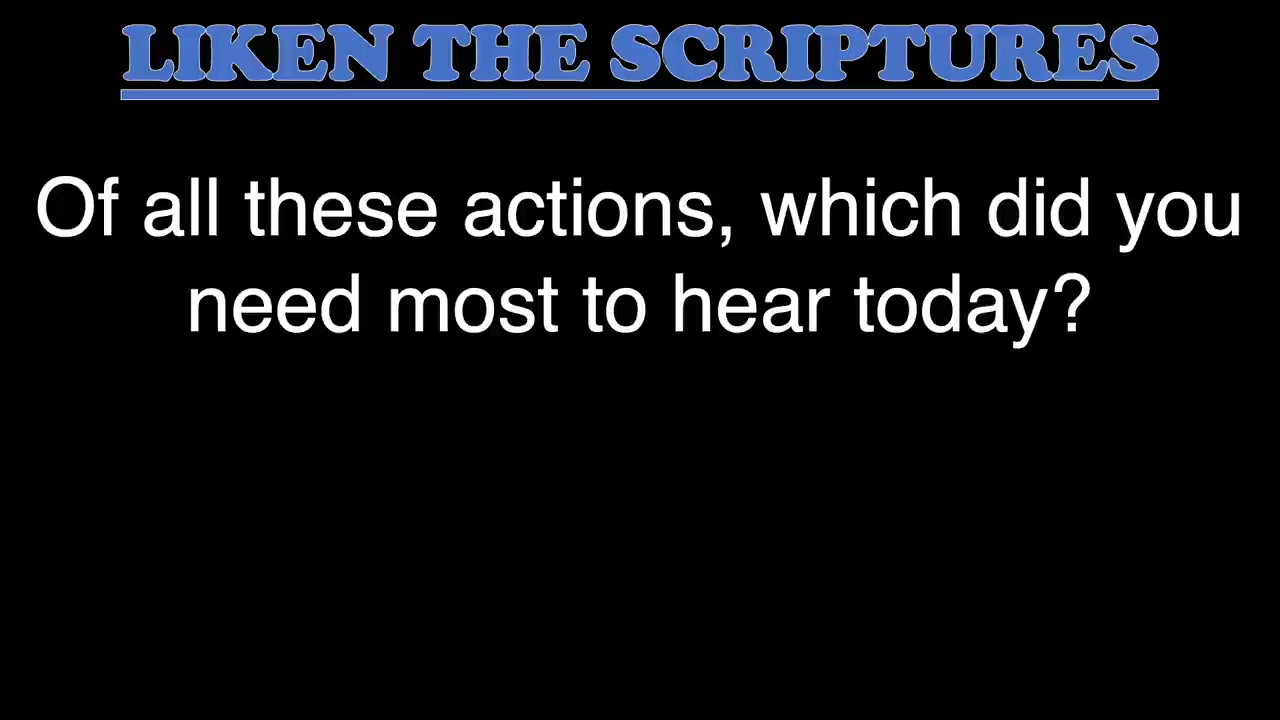 LIKEN THE SCRIPTURES
Of all these actions, which did you
need most to hear today?